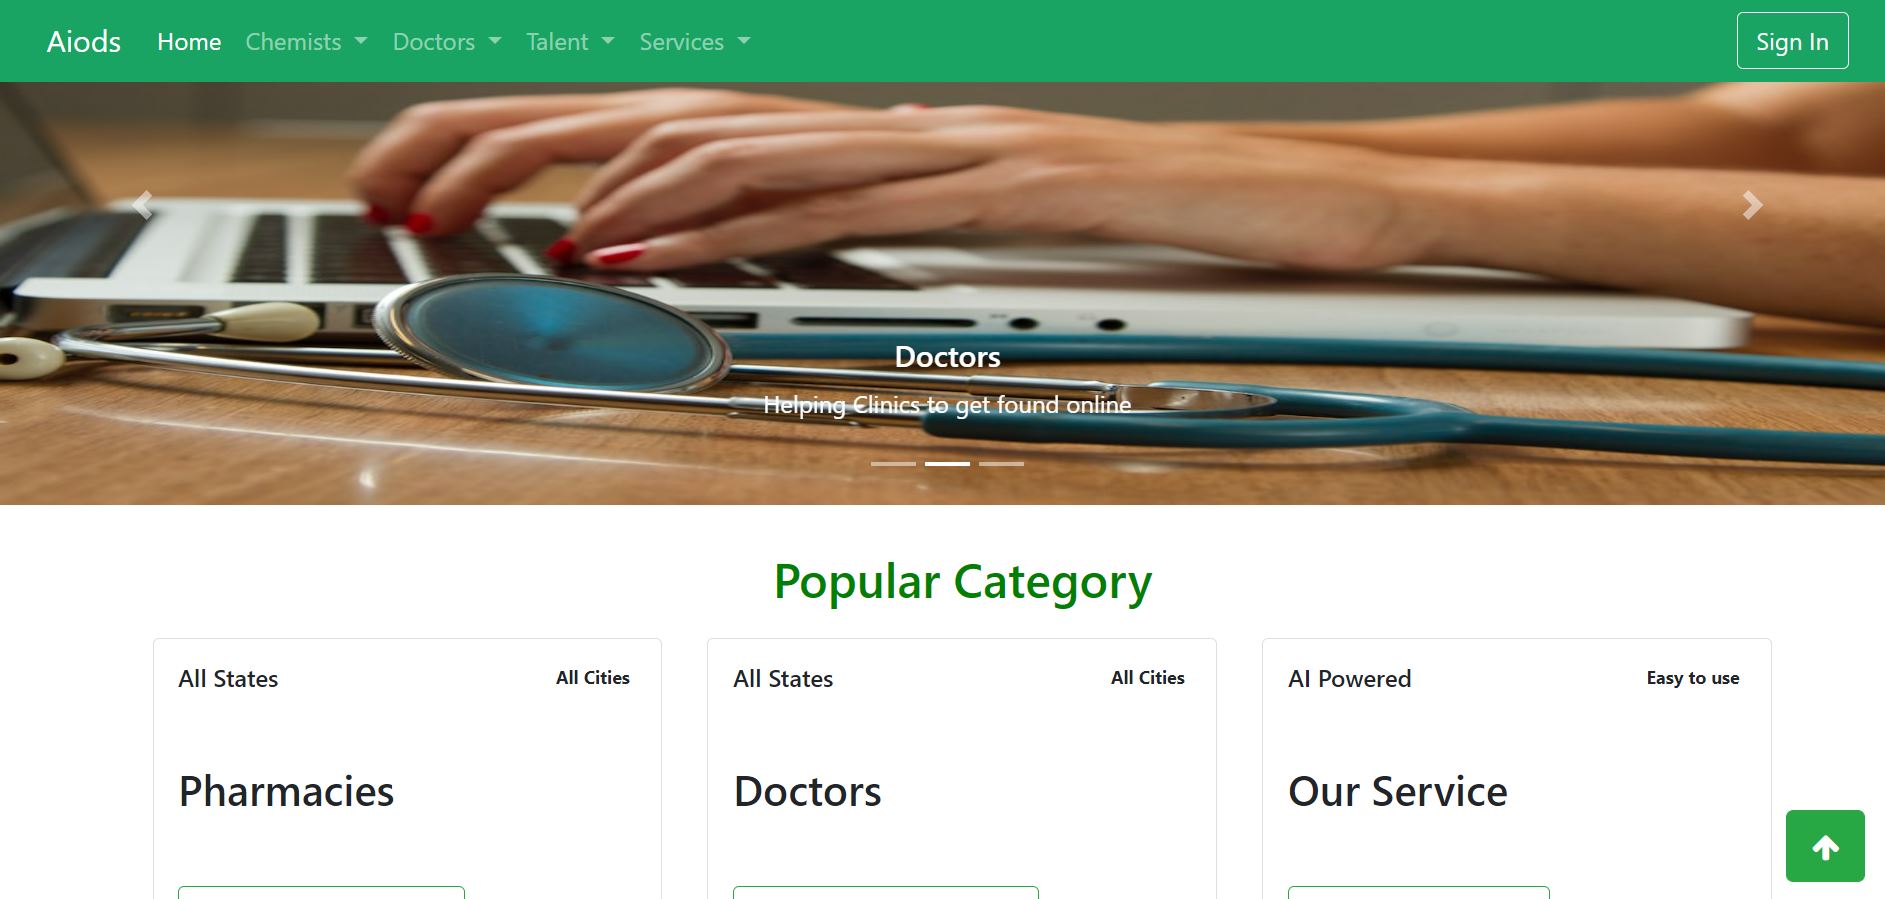 Aiods Home Chemists Doctors Talent Services Sign In
Doctors
Helping Clinics to get found online
Popular Category
All States All Cities
Pharmacies
All States All Cities
Doctors
AI Powered Easy to use
Our Service